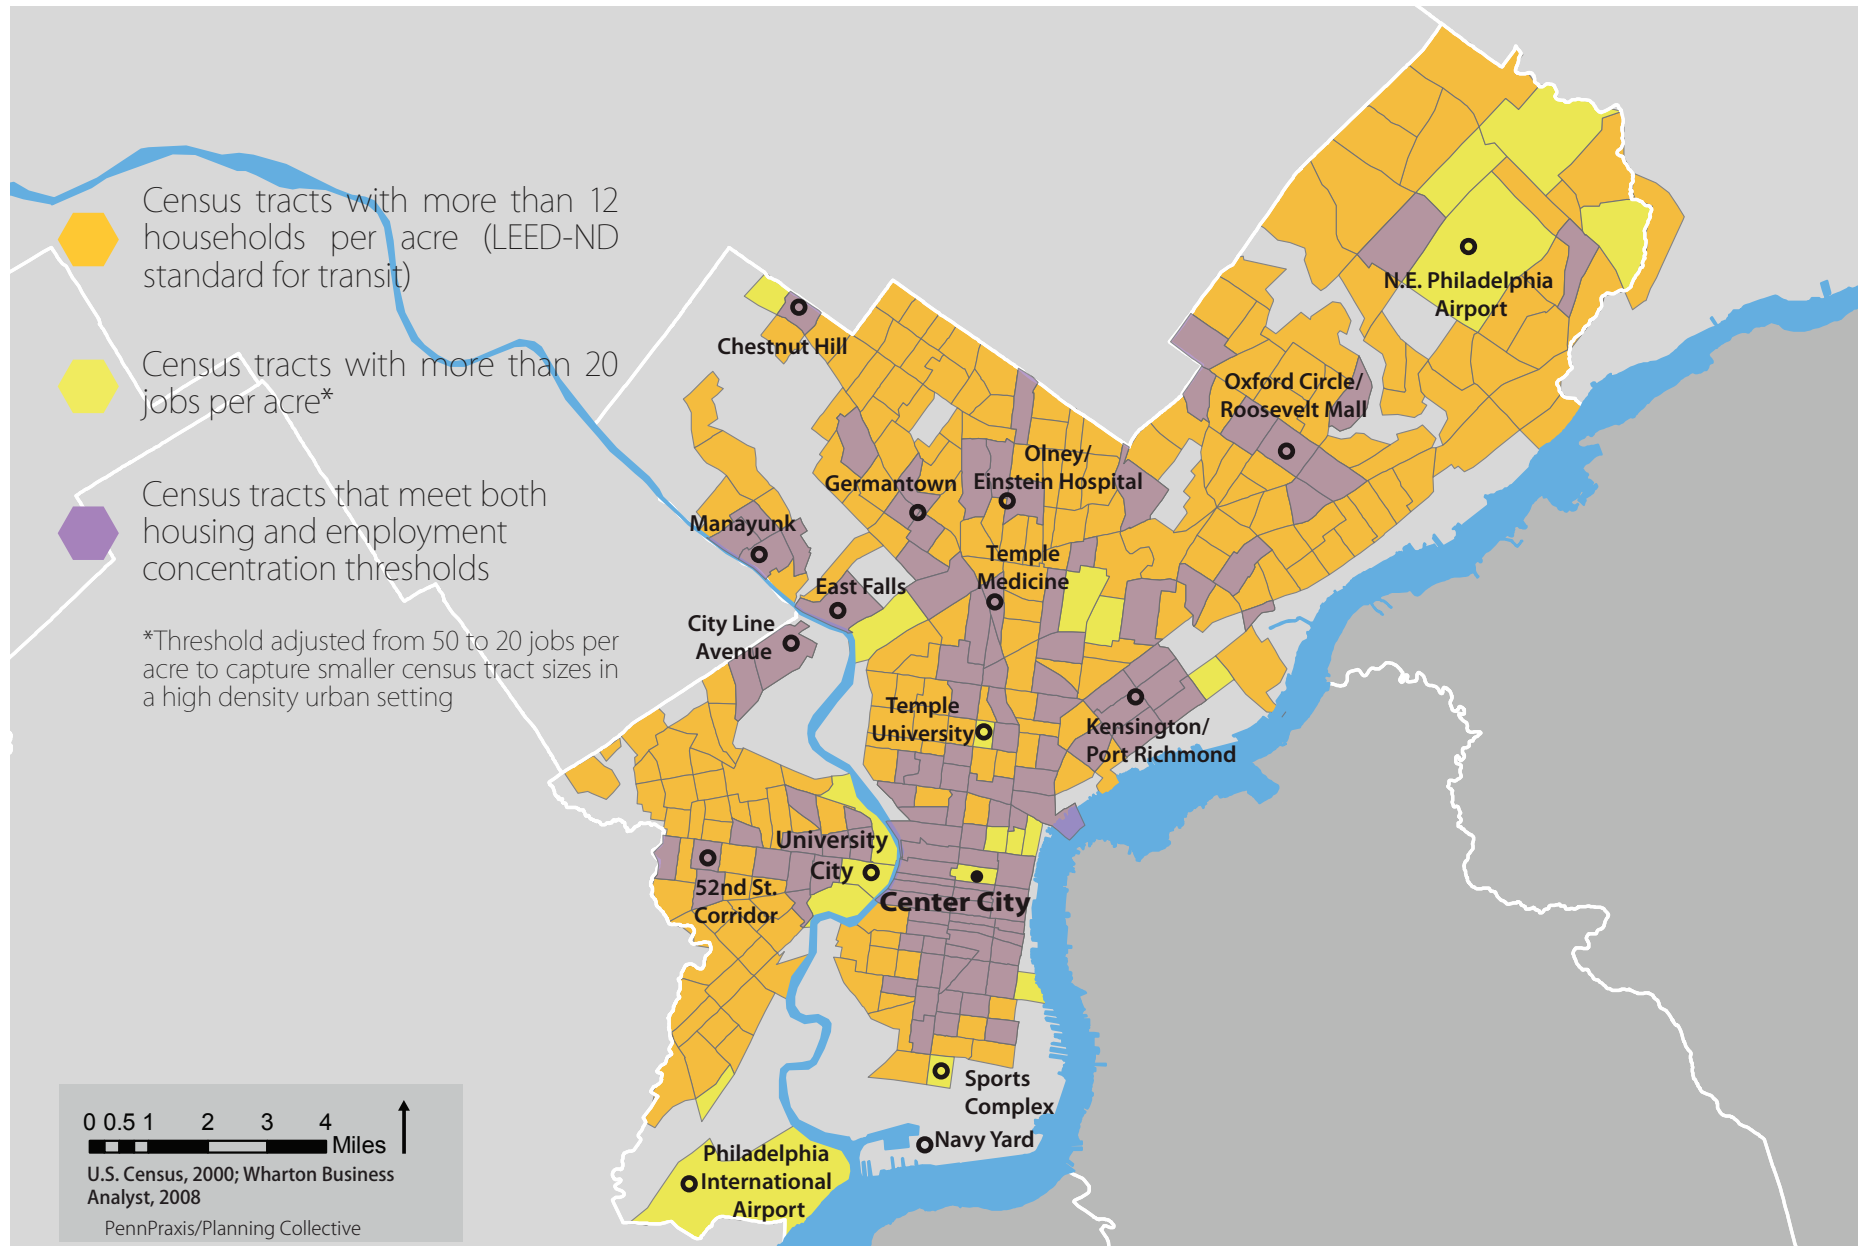 Census tracts with more than 12
households per acre (LEED-ND
standard for transit)
Census tracts with more than 20
jobs per acre*
Census tracts that meet both
housing and employment
concentration thresholds
*Threshold adjusted from 50 to 20 jobs per
acre to capture smaller census tract sizes in
a high density urban setting
N.E. Philadelphia
Airport
Chestnut Hill
Oxford Circle/
Roosevelt Mall
Olney/
Einstein Hospital
Germantown
Manayunk
Temple
Medicine
East Falls
City Line
Avenue
Temple
University
Kensington/
Port Richmond
University
City
52nd St.
Corridor
Center City
Sports
Complex
Navy Yard
Philadelphia
International
Airport
0 0.5 1 2 3 4
Miles
U.S. Census, 2000; Wharton Business
Analyst, 2008
PennPraxis/Planning Collective